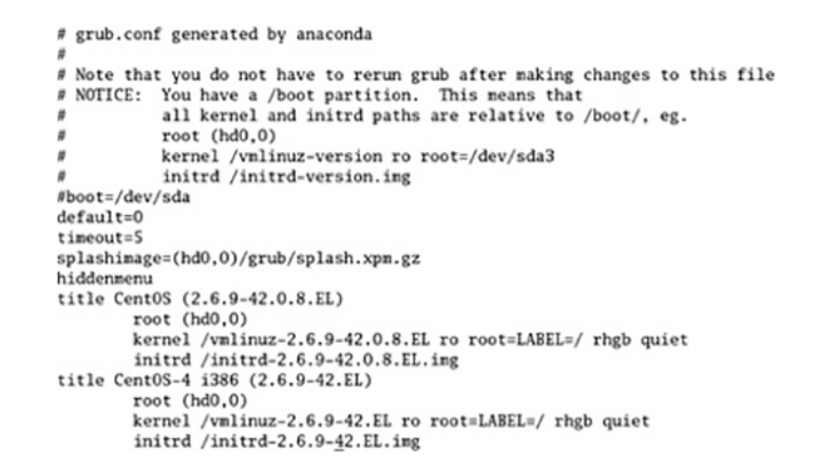 # grub.conf generated by anaconda
#
# Note that you do not have to rerun grub after making changes to this file
# NOTICE:  You have a /boot partition.  This means that
#          all kernel and initrd paths are relative to /boot/, eg.
#          root (hd0,0)
#          kernel /vmlinuz-version ro root=/dev/sda3
#          initrd /initrd-version.img
#boot=/dev/sda
default=0
timeout=5
splashimage=(hd0,0)/grub/splash.xpm.gz
hiddenmenu
title CentOS (2.6.9-42.0.8.EL)
        root (hd0,0)
        kernel /vmlinuz-2.6.9-42.0.8.EL ro root=LABEL=/ rhgb quiet
        initrd /initrd-2.6.9-42.0.8.EL.img
title CentOS-4 i386 (2.6.9-42.EL)
        root (hd0,0)
        kernel /vmlinuz-2.6.9-42.EL ro root=LABEL=/ rhgb quiet
        initrd /initrd-2.6.9-42.EL.img